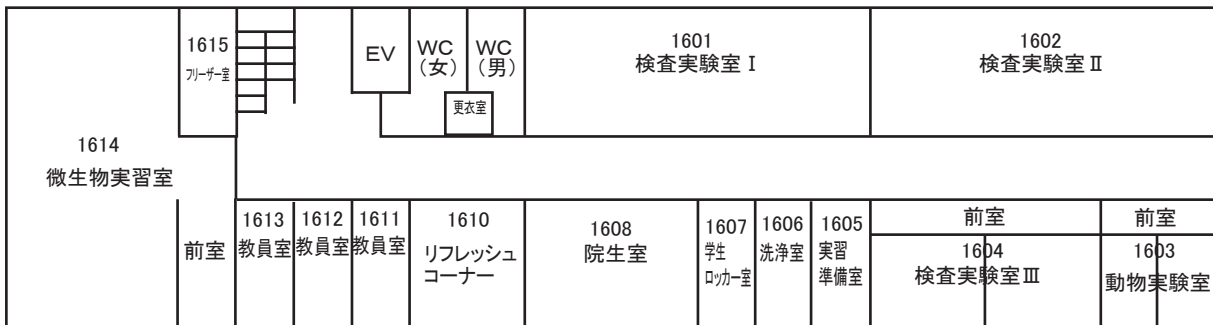 1615
フリーザー室
EV
WC
（女）
WC
（男）
更衣室
1601
検査実験室Ⅰ
1602
検査実験室Ⅱ
1614
微生物実習室
前室
1613
教員室
1612
教員室
1611
教員室
1610
リフレッシュ
コーナー
1608
院生室
1607
学生
ロッカー室
1606
洗浄室
1605
実習
準備室
前室
1604
検査実験室Ⅲ
前室
1603
動物実験室